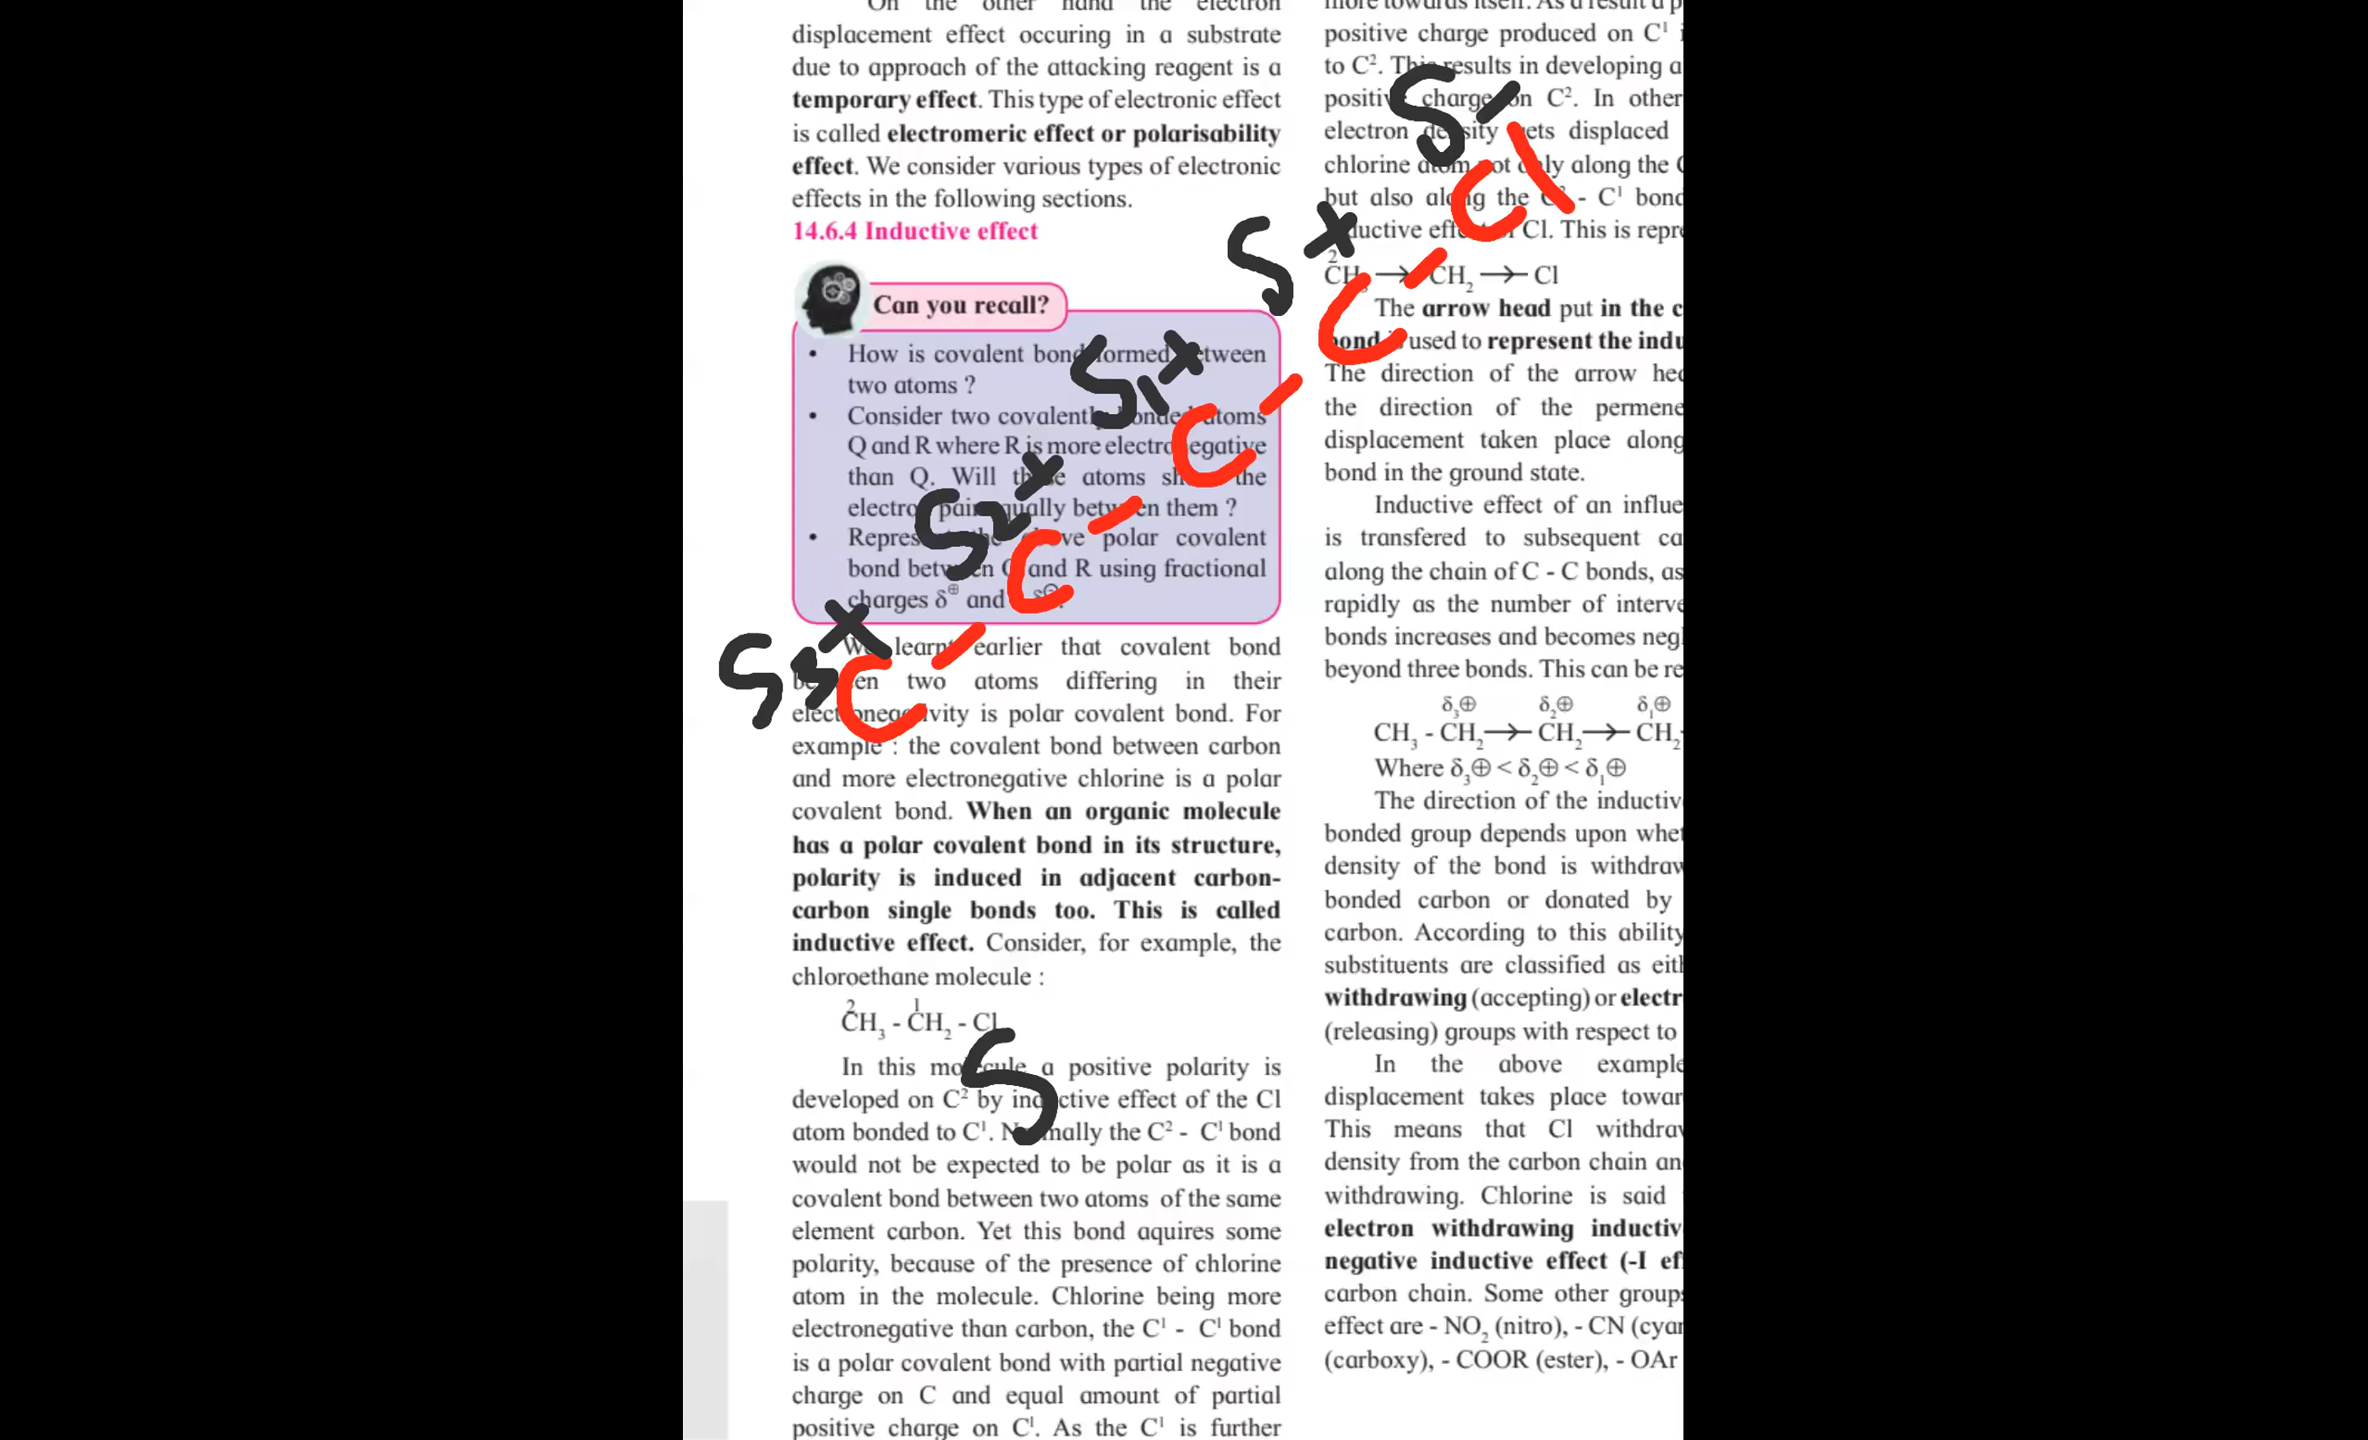 On the other hand the electron
displacement effect occuring in a substrate
due to approach of the attacking reagent is a
temporary effect. This type of electronic effect
is called electromeric effect or polarisability
effect. We consider various types of electronic
effects in the following sections.
14.6.4 Inductive effect
Can you recall?
• How is covalent bond formed between
two atoms ?
• Consider two covalently bonded atoms
Q and R where R is more electronegative
than Q. Will these atoms the
electron pair equally between them ?
• Represent the above polar covalent
bond between Q and R using fractional
charges δ⊕ and δ⊖.
We learnt earlier that covalent bond
between two atoms differing in their
electronegativity is polar covalent bond. For
example : the covalent bond between carbon
and more electronegative chlorine is a polar
covalent bond. When an organic molecule
has a polar covalent bond in its structure,
polarity is induced in adjacent carbon-
carbon single bonds too. This is called
inductive effect. Consider, for example, the
chloroethane molecule :
2 1
CH₃ - CH₂ - Cl
In this molecule a positive polarity is
developed on C² by inductive effect of the Cl
atom bonded to C¹. Normally the C² - C¹ bond
would not be expected to be polar as it is a
covalent bond between two atoms of the same
element carbon. Yet this bond aquires some
polarity, because of the presence of chlorine
atom in the molecule. Chlorine being more
electronegative than carbon, the C¹ - Cl bond
is a polar covalent bond with partial negative
charge on C and equal amount of partial
positive charge on C¹. As the C¹ is further
more towards itself. As a result a p
positive charge produced on C¹ i
to C². This results in developing a
positive charge on C². In other
electron density gets displaced
chlorine atom not only along the C
but also along the C² - C¹ bond
inductive effect of Cl. This is repre
2
CH₃ → CH₂ → Cl
The arrow head put in the c
bond is used to represent the indu
The direction of the arrow hea
the direction of the permene
displacement taken place along
bond in the ground state.
Inductive effect of an influe
is transfered to subsequent ca
along the chain of C - C bonds, as
rapidly as the number of interve
bonds increases and becomes negl
beyond three bonds. This can be re
δ₃⊕ δ₂⊕ δ₁⊕
CH₃ - CH₂ → CH₂ → CH₂-
Where δ₃⊕ < δ₂⊕ < δ₁⊕
The direction of the inductiv
bonded group depends upon whet
density of the bond is withdraw
bonded carbon or donated by
carbon. According to this ability
substituents are classified as eith
withdrawing (accepting) or electr
(releasing) groups with respect to
In the above example
displacement takes place towar
This means that Cl withdraw
density from the carbon chain an
withdrawing. Chlorine is said
electron withdrawing inductiv
negative inductive effect (-I ef
carbon chain. Some other groups
effect are - NO₂ (nitro), - CN (cyan
(carboxy), - COOR (ester), - OAr
S3+ S2+ S1+ S+ S-
C - C - C - C - Cl
S